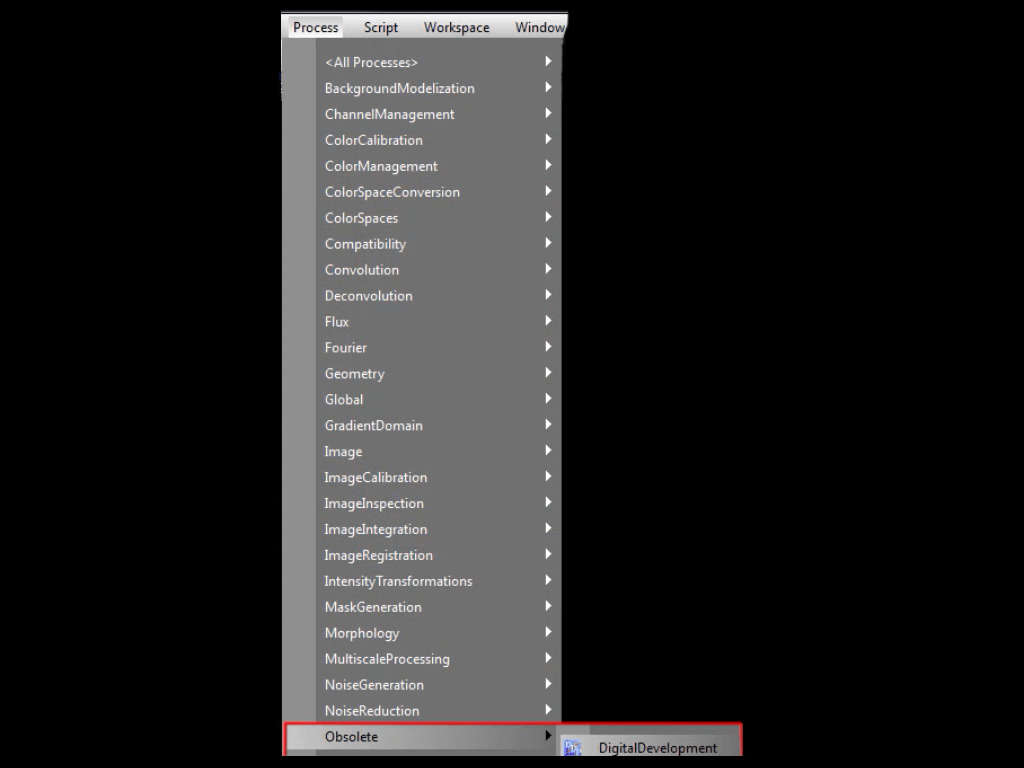 Process Script Workspace Window
<All Processes>
BackgroundModelization
ChannelManagement
ColorCalibration
ColorManagement
ColorSpaceConversion
ColorSpaces
Compatibility
Convolution
Deconvolution
Flux
Fourier
Geometry
Global
GradientDomain
Image
ImageCalibration
ImageInspection
ImageIntegration
ImageRegistration
IntensityTransformations
MaskGeneration
Morphology
MultiscaleProcessing
NoiseGeneration
NoiseReduction
Obsolete
DigitalDevelopment